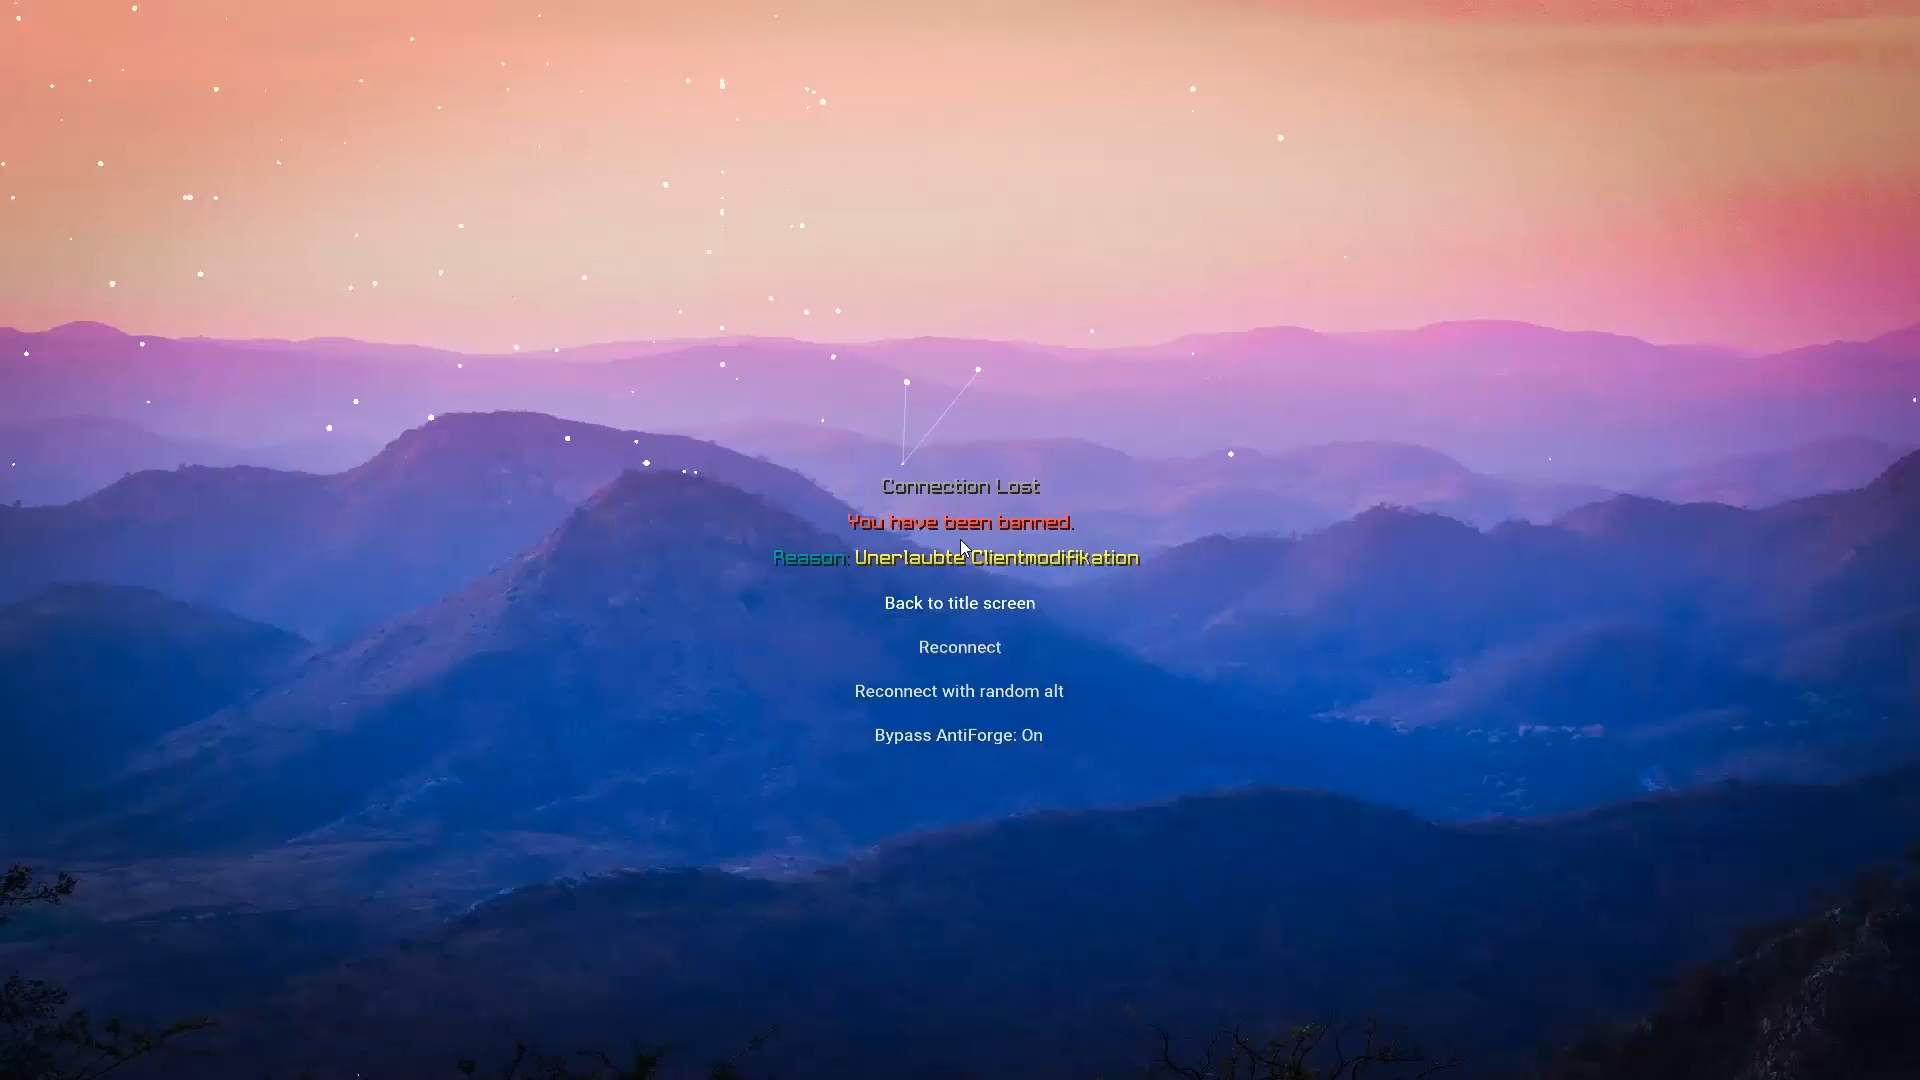 Connection Lost
You have been banned.
Reason: Unerlaubte Clientmodifikation
Back to title screen
Reconnect
Reconnect with random alt
Bypass AntiForge: On